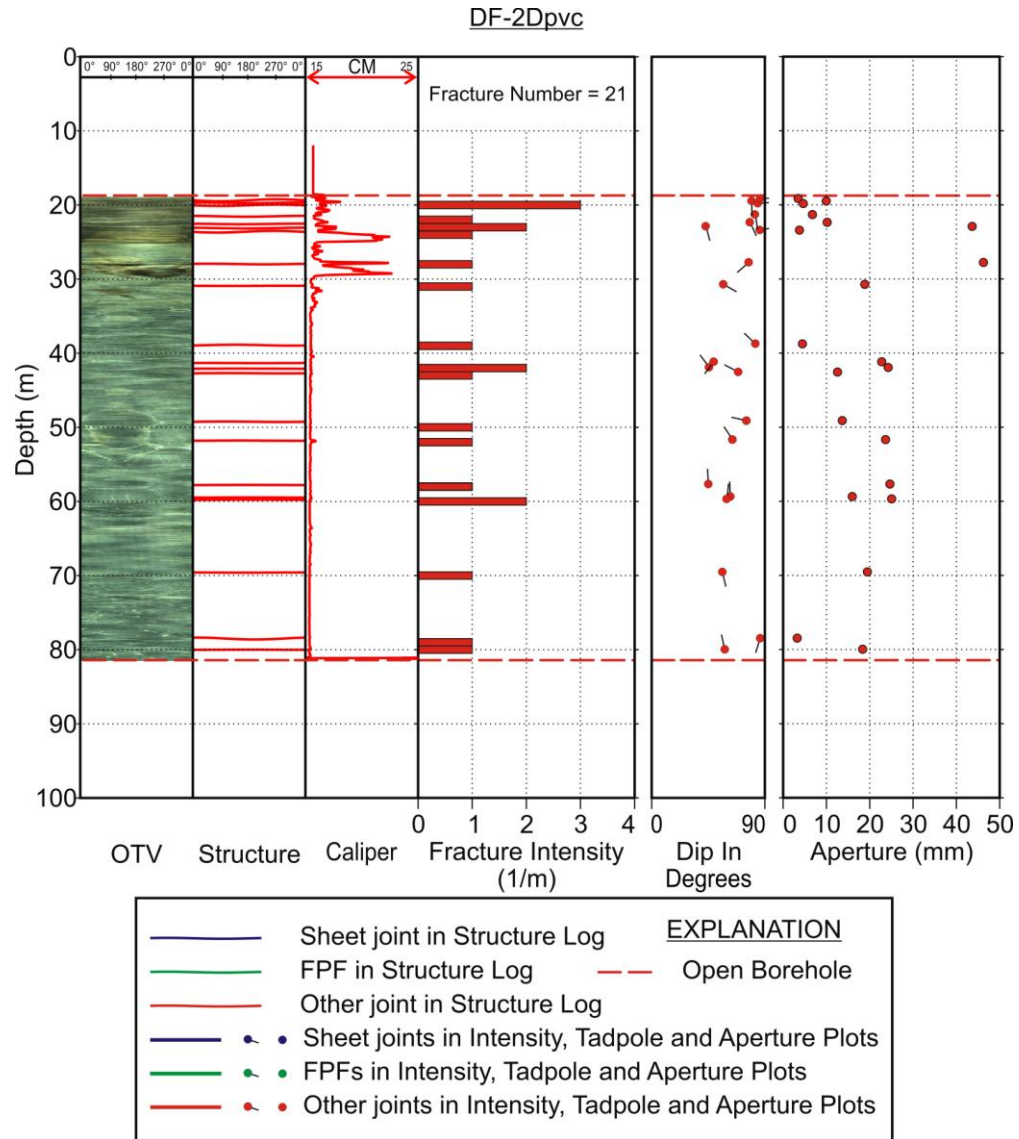 DF-2Dpvc
0° 90° 180° 270° 0°
0° 90° 180° 270° 0°
15 CM 25
Fracture Number = 21
Depth (m)
0
10
20
30
40
50
60
70
80
90
100
0 1 2 3 4
0 90
0 10 20 30 40 50
OTV
Structure
Caliper
Fracture Intensity
(1/m)
Dip In
Degrees
Aperture (mm)
EXPLANATION
Sheet joint in Structure Log
FPF in Structure Log
Open Borehole
Other joint in Structure Log
Sheet joints in Intensity, Tadpole and Aperture Plots
FPFs in Intensity, Tadpole and Aperture Plots
Other joints in Intensity, Tadpole and Aperture Plots